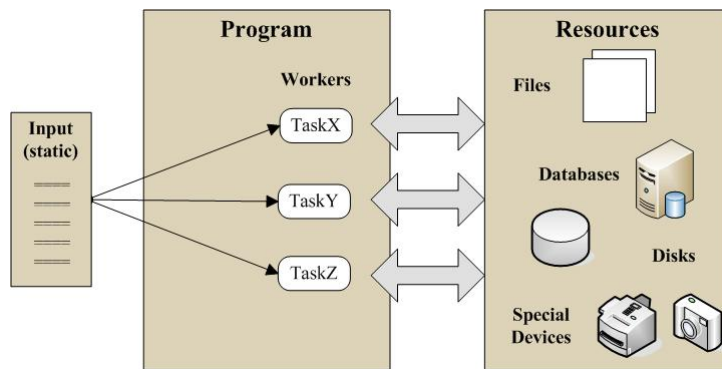 Program
Resources
Workers
Input
(static)
TaskX
TaskY
TaskZ
Files
Databases
Disks
Special
Devices